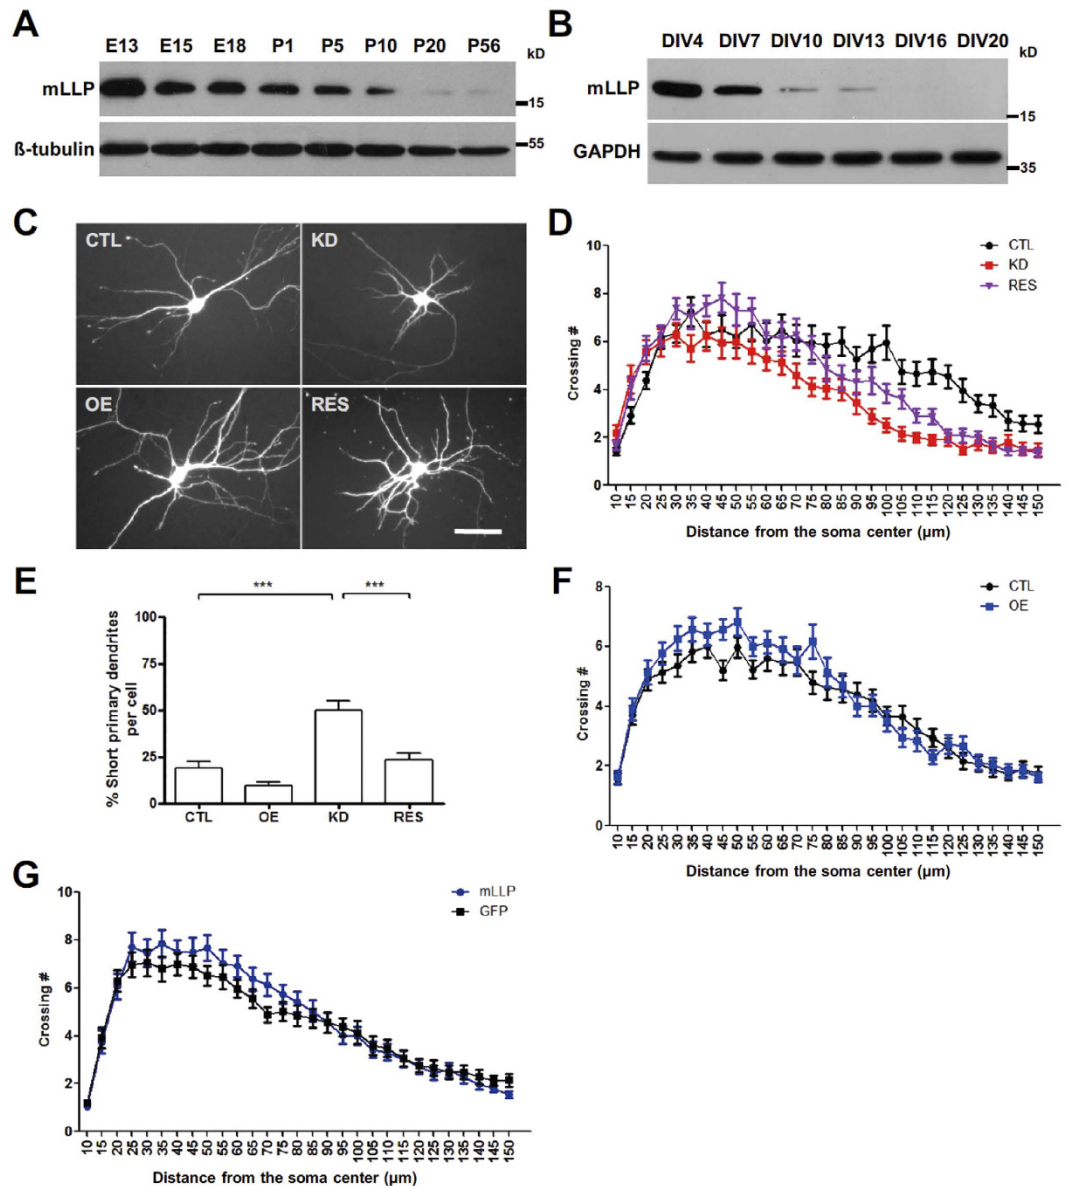 A
E13 E15 E18 P1 P5 P10 P20 P56
kD
mLLP
15
ß-tubulin
55
B
DIV4 DIV7 DIV10 DIV13 DIV16 DIV20
kD
mLLP
15
GAPDH
35
C
CTL
KD
OE
RES
D
CTL
KD
RES
10
8
6
4
2
0
Crossing #
10 15 20 25 30 35 40 45 50 55 60 65 70 75 80 85 90 95 100 105 110 115 120 125 130 135 140 145 150
Distance from the soma center (µm)
E
*** ***
100
75
50
25
0
% Short primary dendrites
per cell
CTL OE KD RES
F
CTL
OE
8
6
4
2
0
Crossing #
10 15 20 25 30 35 40 45 50 55 60 65 70 75 80 85 90 95 100 105 110 115 120 125 130 135 140 145 150
Distance from the soma center (µm)
G
mLLP
GFP
10
8
6
4
2
0
Crossing #
10 15 20 25 30 35 40 45 50 55 60 65 70 75 80 85 90 95 100 105 110 115 120 125 130 135 140 145 150
Distance from the soma center (µm)